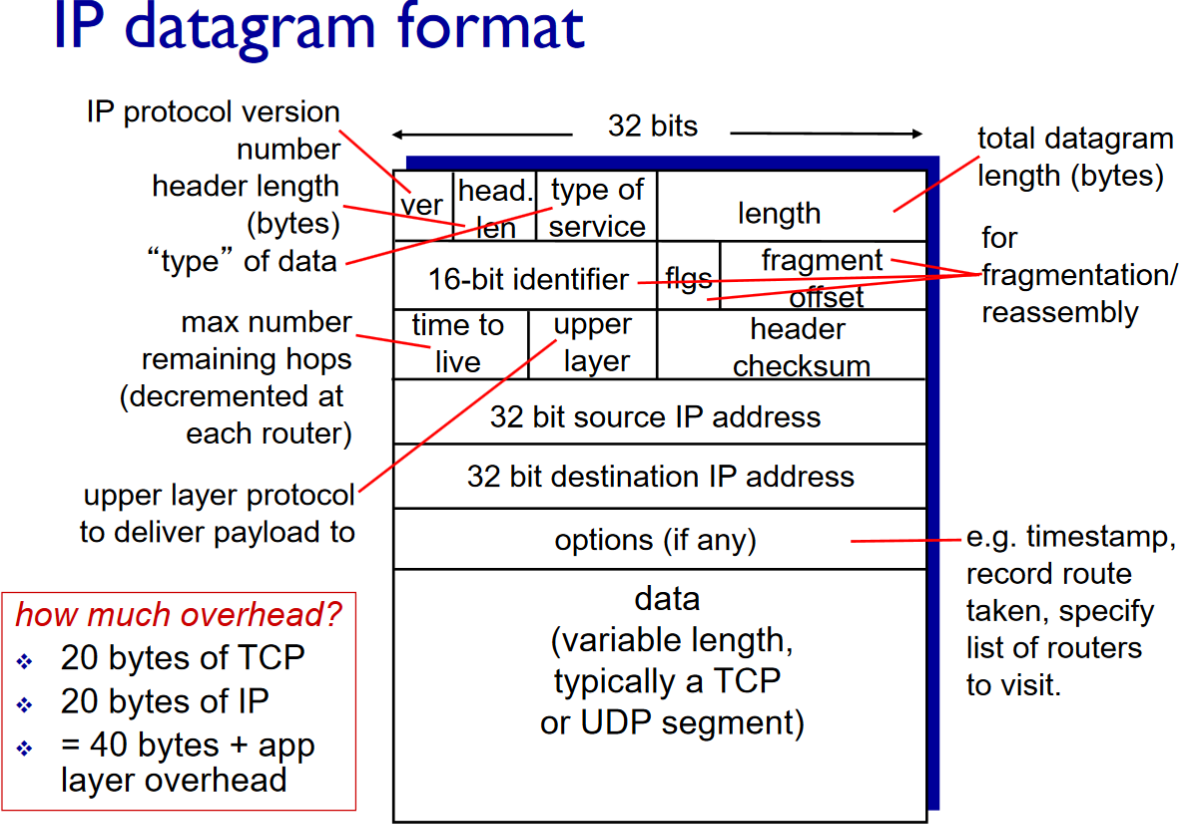 IP datagram format
IP protocol version
number
header length
(bytes)
“type” of data
max number
remaining hops
(decremented at
each router)
upper layer protocol
to deliver payload to
how much overhead?
❖ 20 bytes of TCP
❖ 20 bytes of IP
❖ = 40 bytes + app
layer overhead
32 bits
ver
head.
len
type of
service
length
16-bit identifier
flgs
fragment
offset
time to
live
upper
layer
header
checksum
32 bit source IP address
32 bit destination IP address
options (if any)
data
(variable length,
typically a TCP
or UDP segment)
total datagram
length (bytes)
for
fragmentation/
reassembly
e.g. timestamp,
record route
taken, specify
list of routers
to visit.